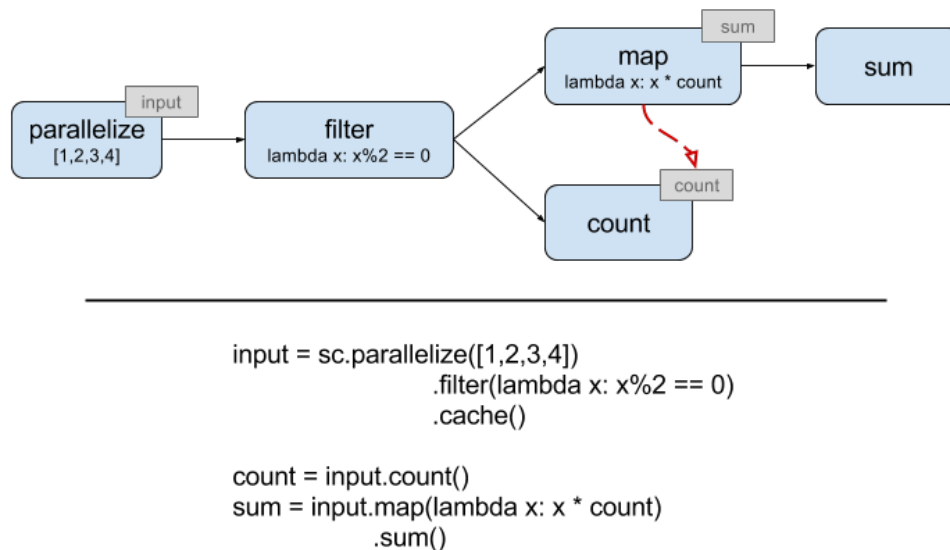 sum
map
lambda x: x * count
sum
input
parallelize
[1,2,3,4]
filter
lambda x: x%2 == 0
count
count
input = sc.parallelize([1,2,3,4])
.filter(lambda x: x%2 == 0)
.cache()
count = input.count()
sum = input.map(lambda x: x * count)
.sum()